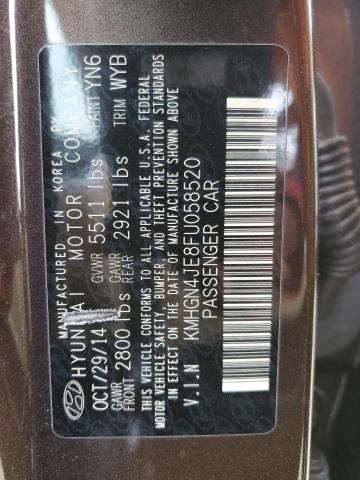 MANUFACTURED IN KOREA BY
HYUNDAI MOTOR COMPANY
OCT/29/14 GVWR 5511 lbs PAINT YN6
GAWR FRONT 2800 lbs GAWR REAR 2921 lbs TRIM WYB
THIS VEHICLE CONFORMS TO ALL APPLICABLE U.S.A. FEDERAL
MOTOR VEHICLE SAFETY, BUMPER, AND THEFT PREVENTION STANDARDS
IN EFFECT ON THE DATE OF MANUFACTURE SHOWN ABOVE
V.I.N KMHGN4JE8FU058520
PASSENGER CAR